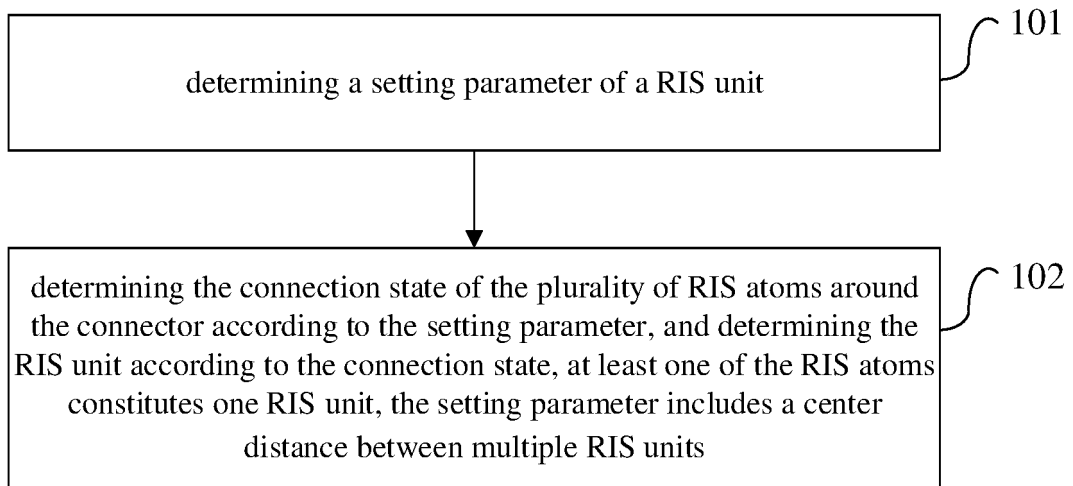 101
determining a setting parameter of a RIS unit
102
determining the connection state of the plurality of RIS atoms around
the connector according to the setting parameter, and determining the
RIS unit according to the connection state, at least one of the RIS atoms
constitutes one RIS unit, the setting parameter includes a center
distance between multiple RIS units